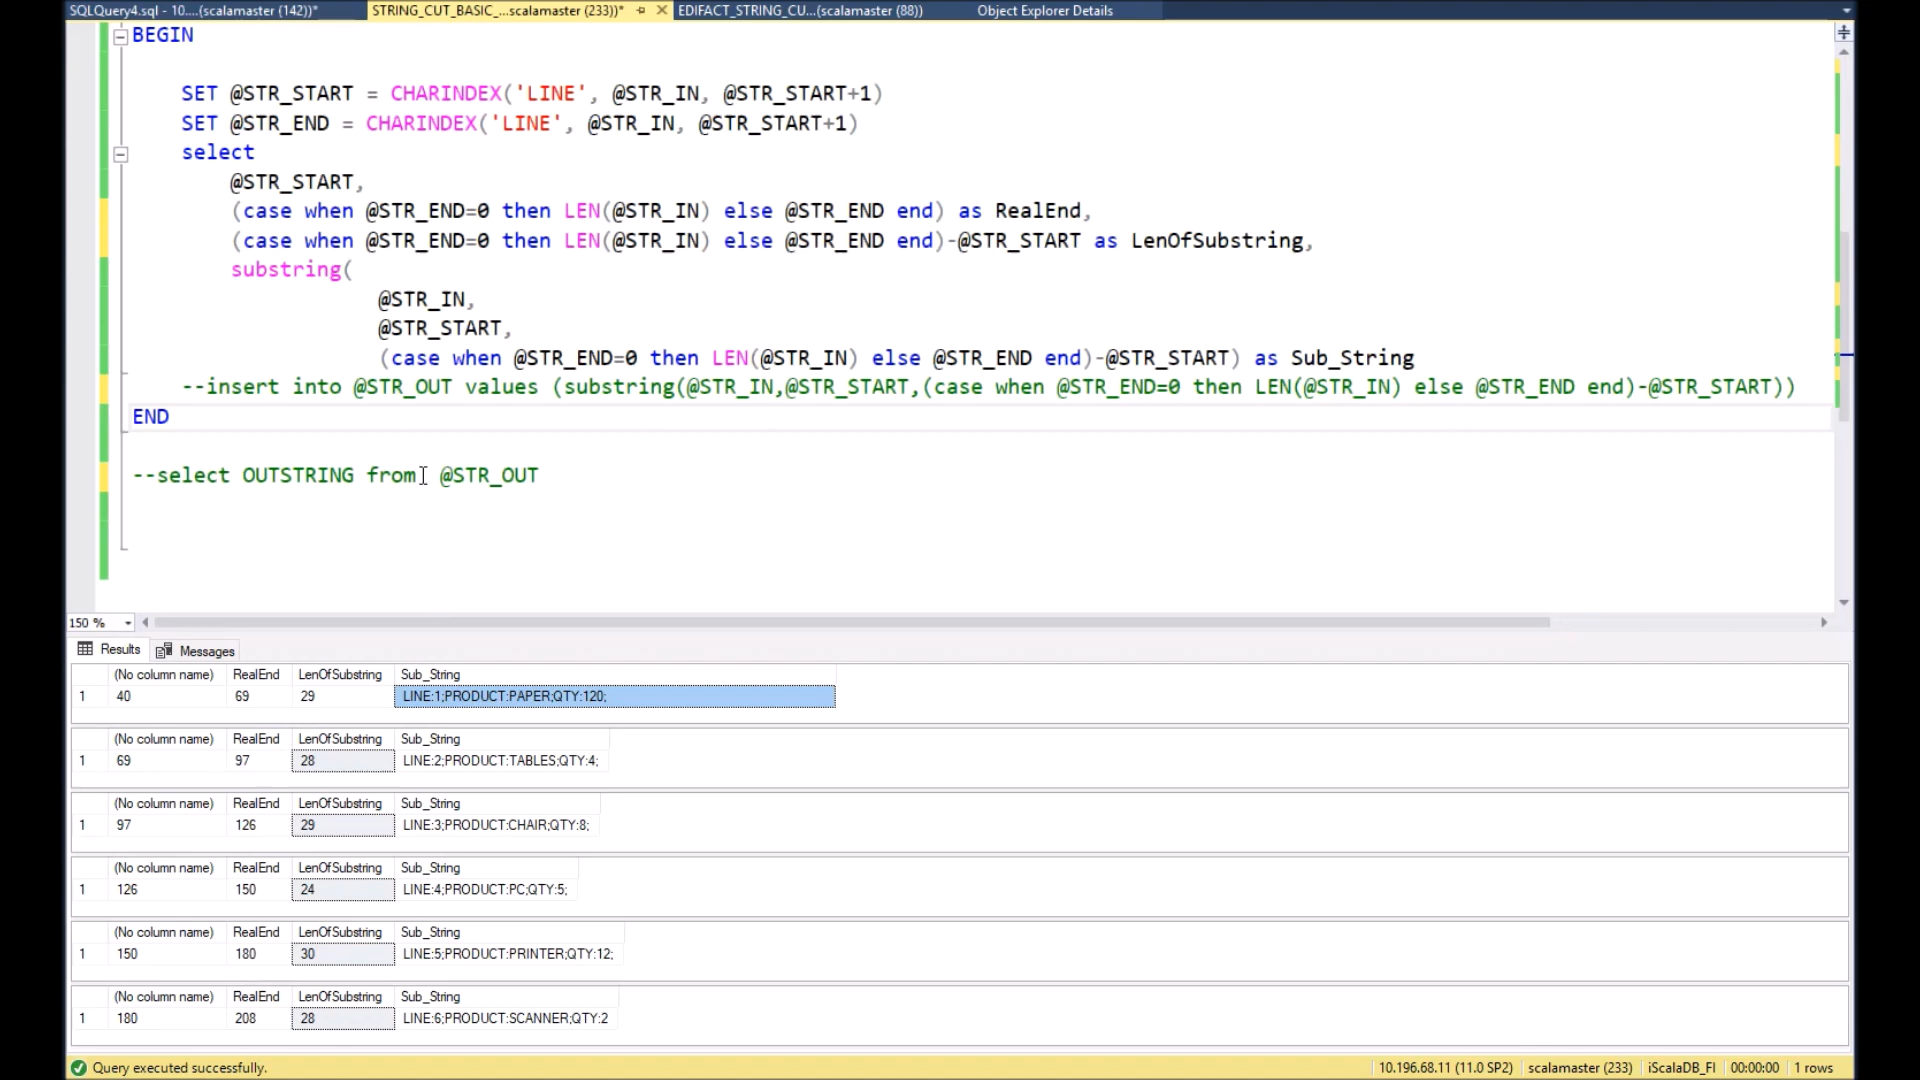 SQLQuery4.sql - 10....(scalamaster (142))* STRING_CUT_BASIC_...scalamaster (233))* EDIFACT_STRING_CU...(scalamaster (88)) Object Explorer Details
BEGIN
SET @STR_START = CHARINDEX('LINE', @STR_IN, @STR_START+1)
SET @STR_END = CHARINDEX('LINE', @STR_IN, @STR_START+1)
select
@STR_START,
(case when @STR_END=0 then LEN(@STR_IN) else @STR_END end) as RealEnd,
(case when @STR_END=0 then LEN(@STR_IN) else @STR_END end)-@STR_START as LenOfSubstring,
substring(
@STR_IN,
@STR_START,
(case when @STR_END=0 then LEN(@STR_IN) else @STR_END end)-@STR_START) as Sub_String
--insert into @STR_OUT values (substring(@STR_IN,@STR_START,(case when @STR_END=0 then LEN(@STR_IN) else @STR_END end)-@STR_START))
END
--select OUTSTRING from @STR_OUT
150 %
Results Messages
(No column name) RealEnd LenOfSubstring Sub_String
1 40 69 29 LINE:1;PRODUCT:PAPER;QTY:120;
(No column name) RealEnd LenOfSubstring Sub_String
1 69 97 28 LINE:2;PRODUCT:TABLES;QTY:4;
(No column name) RealEnd LenOfSubstring Sub_String
1 97 126 29 LINE:3;PRODUCT:CHAIR;QTY:8;
(No column name) RealEnd LenOfSubstring Sub_String
1 126 150 24 LINE:4;PRODUCT:PC;QTY:5;
(No column name) RealEnd LenOfSubstring Sub_String
1 150 180 30 LINE:5;PRODUCT:PRINTER;QTY:12;
(No column name) RealEnd LenOfSubstring Sub_String
1 180 208 28 LINE:6;PRODUCT:SCANNER;QTY:2
Query executed successfully. 10.196.68.11 (11.0 SP2) scalamaster (233) iScalaDB_FI 00:00:00 1 rows